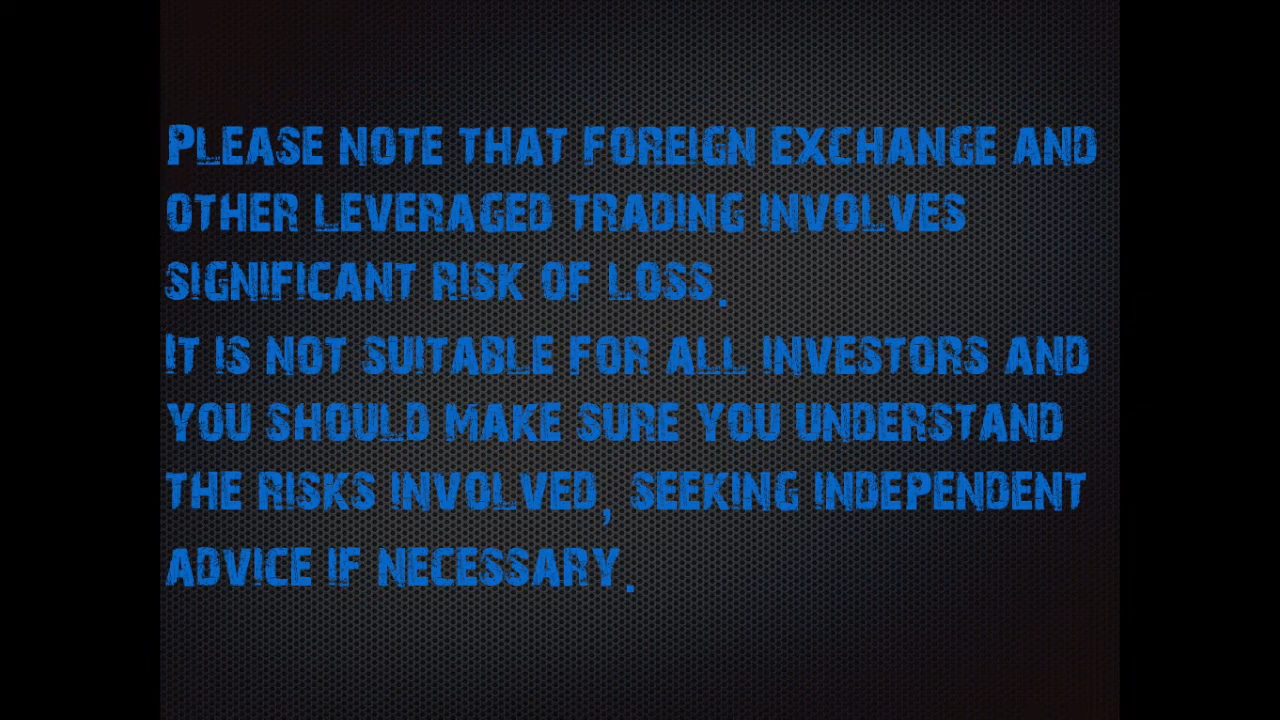 Please note that foreign exchange and
other leveraged trading involves
significant risk of loss.
It is not suitable for all investors and
you should make sure you understand
the risks involved, seeking independent
advice if necessary.